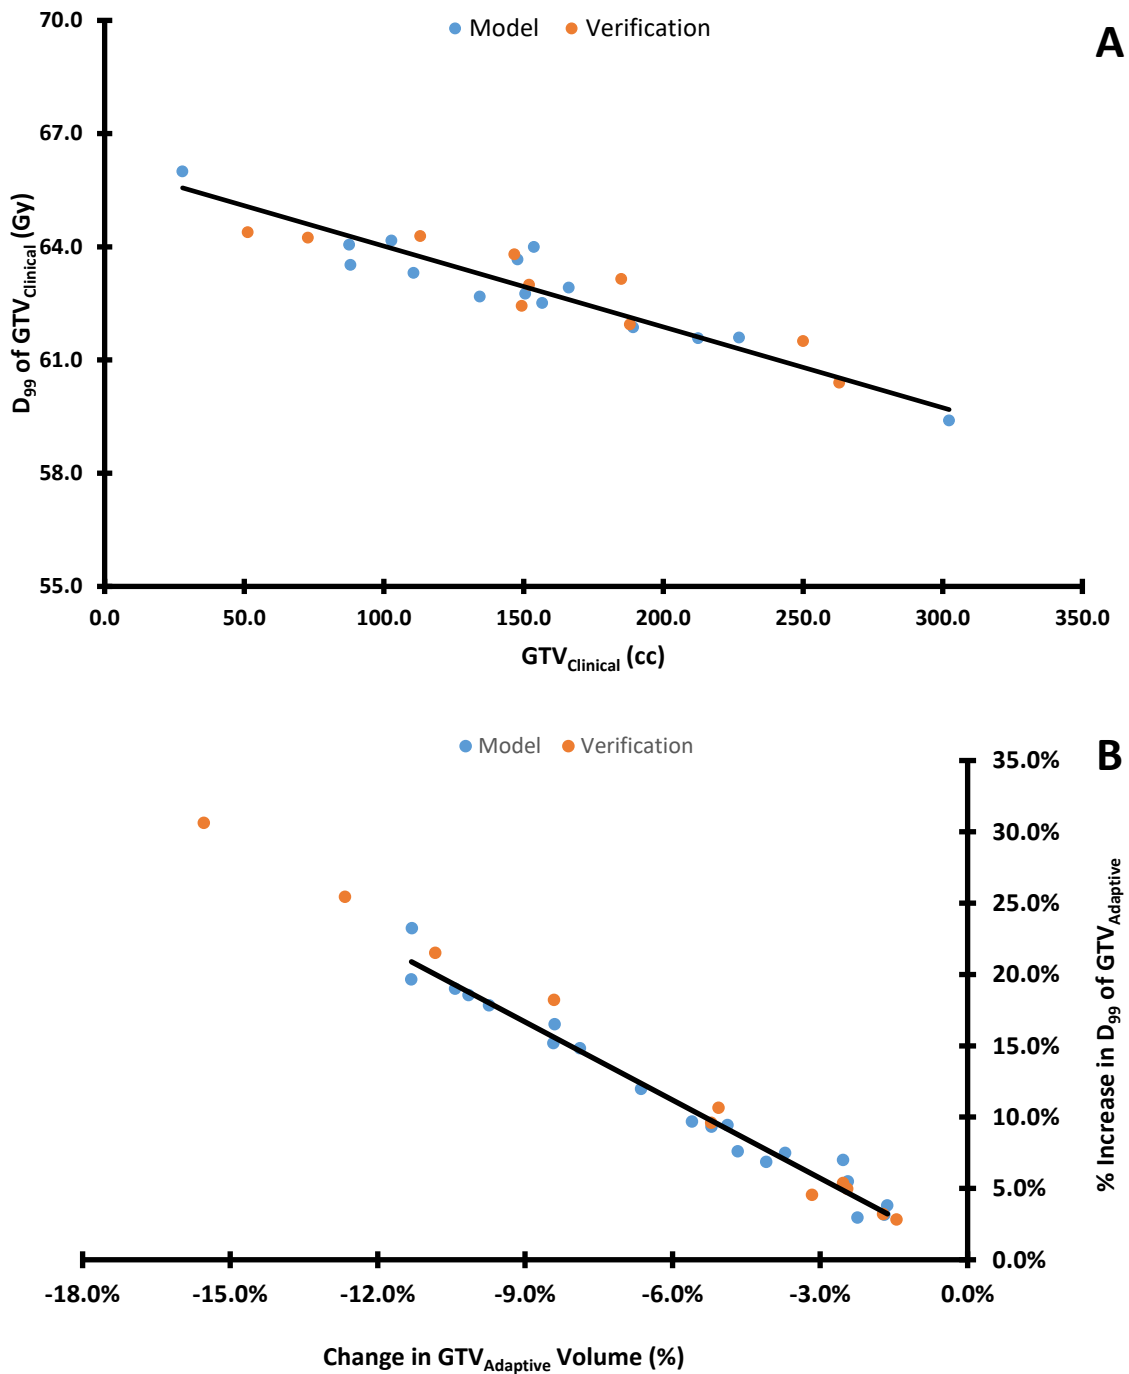 Model Verification
A
70.0
67.0
64.0
61.0
58.0
55.0
D99 of GTVClinical (Gy)
0.0 50.0 100.0 150.0 200.0 250.0 300.0 350.0
GTVClinical (cc)
Model Verification
B
35.0%
30.0%
25.0%
20.0%
15.0%
10.0%
5.0%
0.0%
% Increase in D99 of GTVAdaptive
-18.0% -15.0% -12.0% -9.0% -6.0% -3.0% 0.0%
Change in GTVAdaptive Volume (%)